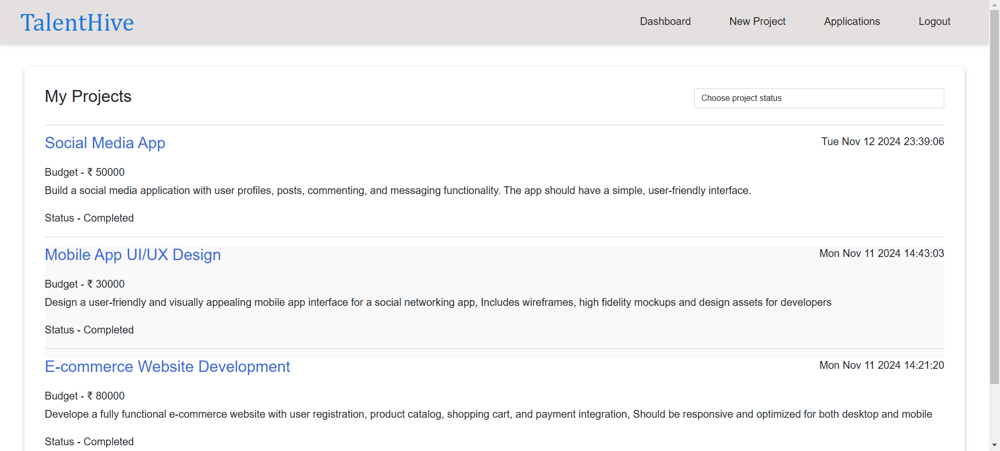 TalentHive
Dashboard
New Project
Applications
Logout
My Projects
Choose project status
Social Media App
Tue Nov 12 2024 23:39:06
Budget - ₹ 50000
Build a social media application with user profiles, posts, commenting, and messaging functionality. The app should have a simple, user-friendly interface.
Status - Completed
Mobile App UI/UX Design
Mon Nov 11 2024 14:43:03
Budget - ₹ 30000
Design a user-friendly and visually appealing mobile app interface for a social networking app, Includes wireframes, high fidelity mockups and design assets for developers
Status - Completed
E-commerce Website Development
Mon Nov 11 2024 14:21:20
Budget - ₹ 80000
Develope a fully functional e-commerce website with user registration, product catalog, shopping cart, and payment integration, Should be responsive and optimized for both desktop and mobile
Status - Completed